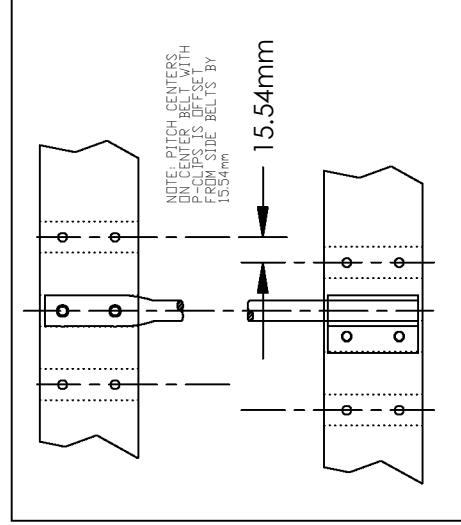 NOTE: PITCH CENTERS
ON CENTER BELT WITH
P-CLIPS IS OFFSET
FROM SIDE BELTS BY
15.54mm
15.54mm